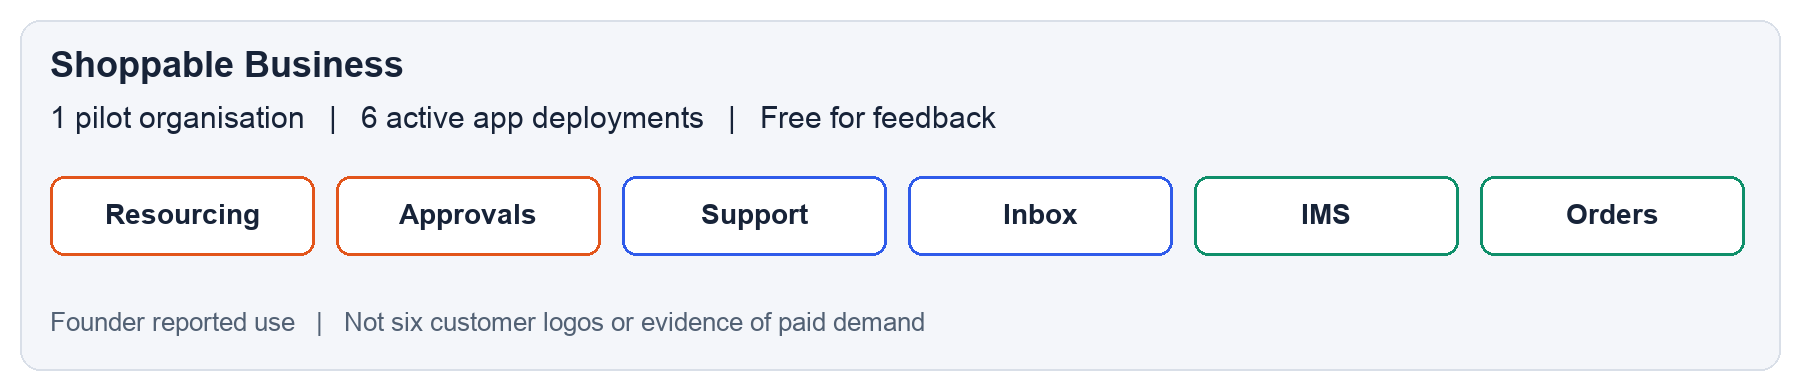 Shoppable Business
1 pilot organisation | 6 active app deployments | Free for feedback
Resourcing Approvals Support Inbox IMS Orders
Founder reported use | Not six customer logos or evidence of paid demand